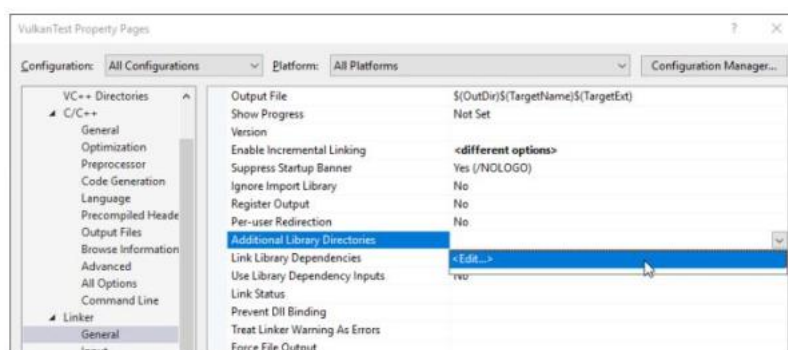 VulkanTest Property Pages ? ×
Configuration: All Configurations Platform: All Platforms Configuration Manager...
VC++ Directories
C/C++
General
Optimization
Preprocessor
Code Generation
Language
Precompiled Heade
Output Files
Browse Information
Advanced
All Options
Command Line
Linker
General
Output File $(OutDir)$(TargetName)$(TargetExt)
Show Progress Not Set
Version
Enable Incremental Linking <different options>
Suppress Startup Banner Yes (/NOLOGO)
Ignore Import Library No
Register Output No
Per-user Redirection No
Additional Library Directories
Link Library Dependencies <Edit...>
Use Library Dependency Inputs No
Link Status
Prevent Dll Binding
Treat Linker Warning As Errors
Force File Output